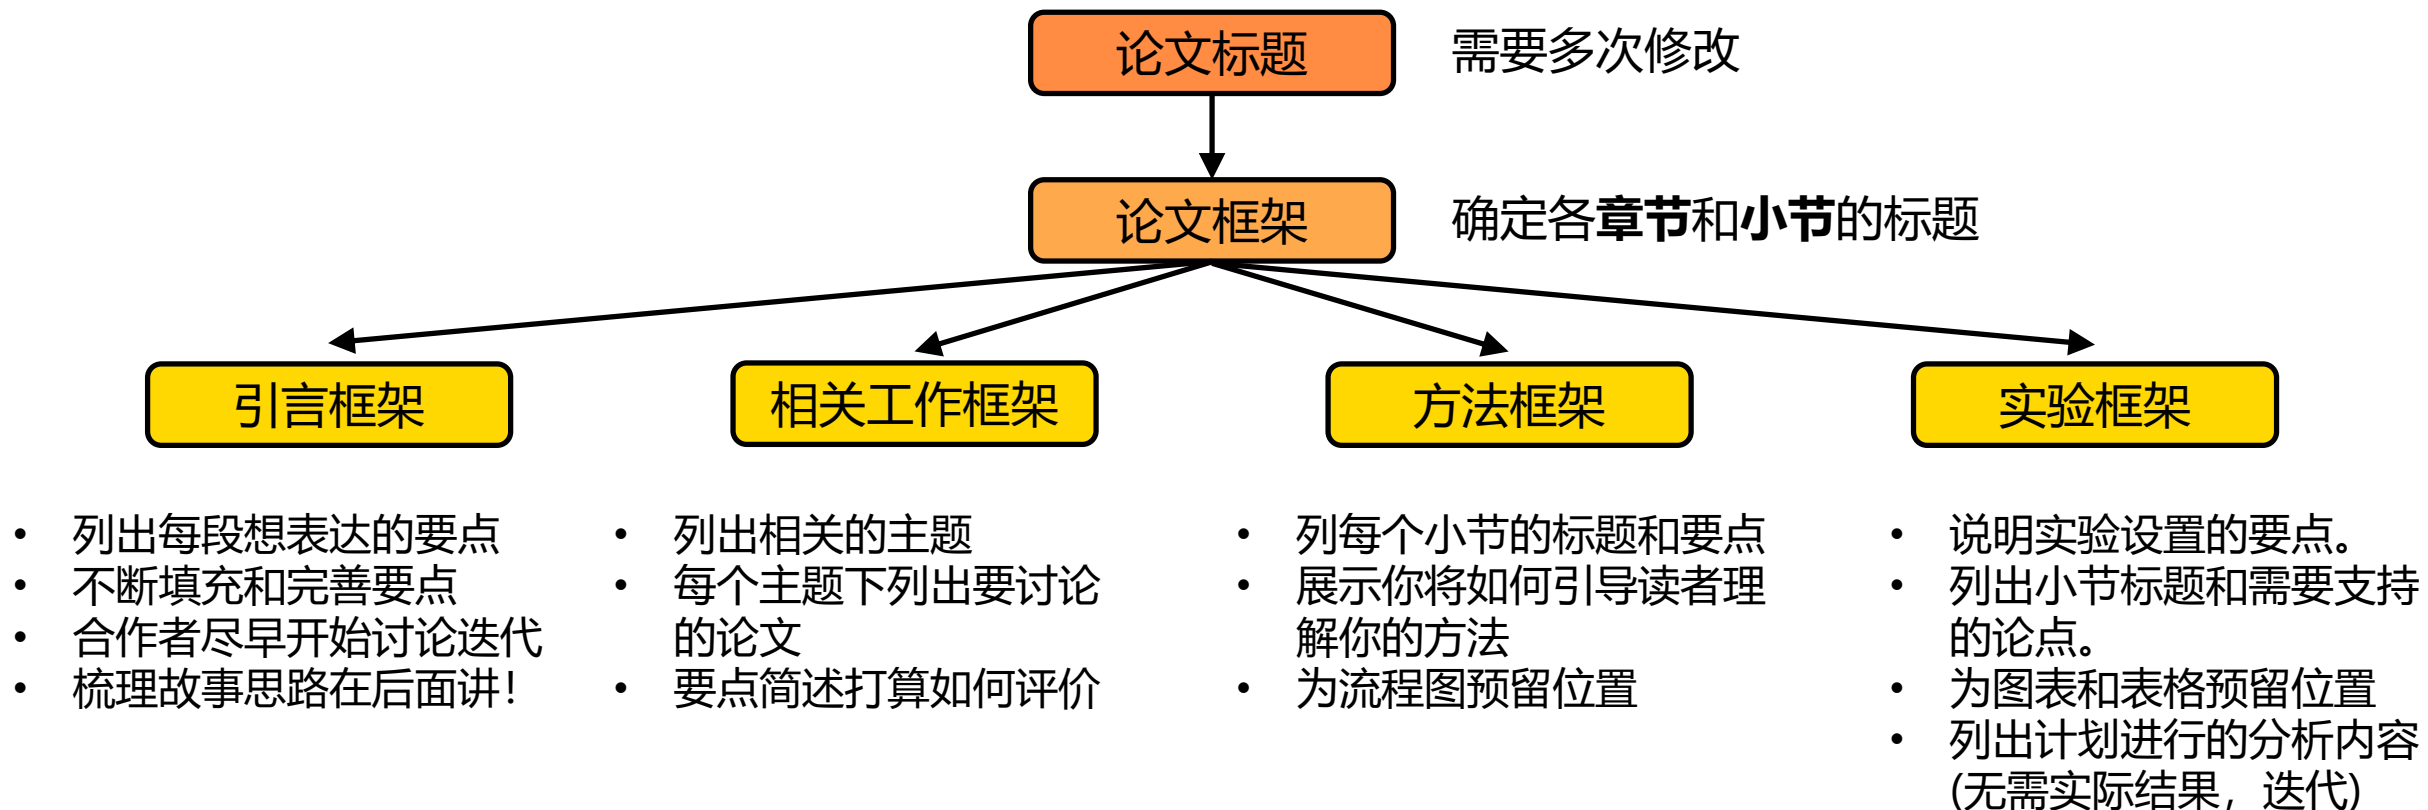 论文标题
需要多次修改
论文框架
确定各章节和小节的标题
引言框架
相关工作框架
方法框架
实验框架
• 列出每段想表达的要点
• 不断填充和完善要点
• 合作者尽早开始讨论迭代
• 梳理故事思路在后面讲！
• 列出相关的主题
• 每个主题下列出要讨论
的论文
• 要点简述打算如何评价
• 列每个小节的标题和要点
• 展示你将如何引导读者理
解你的方法
• 为流程图预留位置
• 说明实验设置的要点。
• 列出小节标题和需要支持
的论点。
• 为图表和表格预留位置
• 列出计划进行的分析内容
(无需实际结果，迭代)